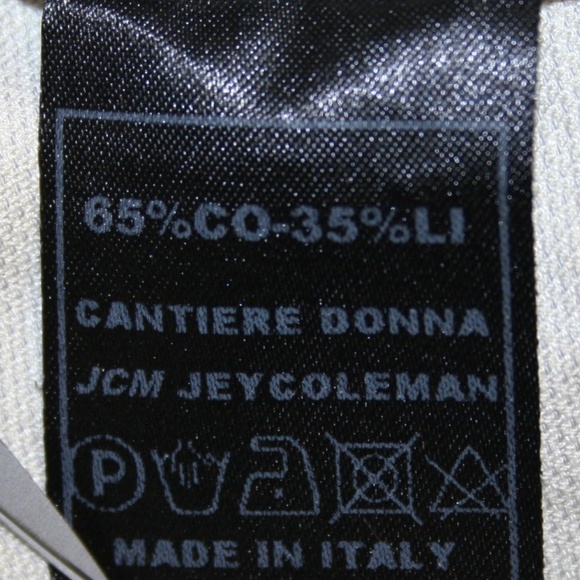 65%CO-35%LI
CANTIERE DONNA
JCM JEYCOLEMAN
P
MADE IN ITALY